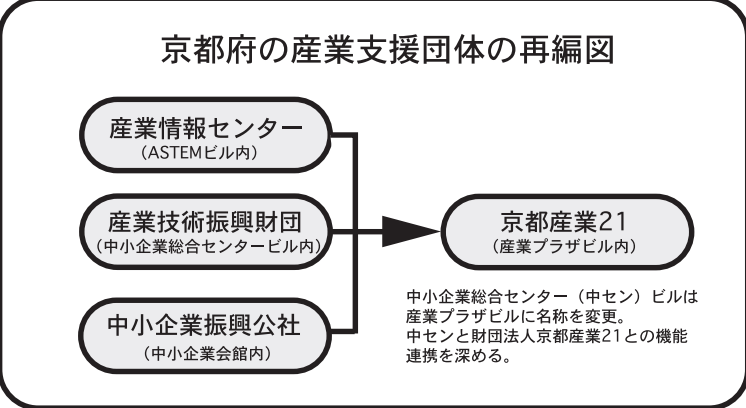 京都府の産業支援団体の再編図
産業情報センター
（ASTEMビル内）
産業技術振興財団
（中小企業総合センタービル内）
中小企業振興公社
（中小企業会館内）
京都産業21
（産業プラザビル内）
中小企業総合センター（中セン）ビルは
産業プラザビルに名称を変更。
中センと財団法人京都産業21との機能
連携を深める。